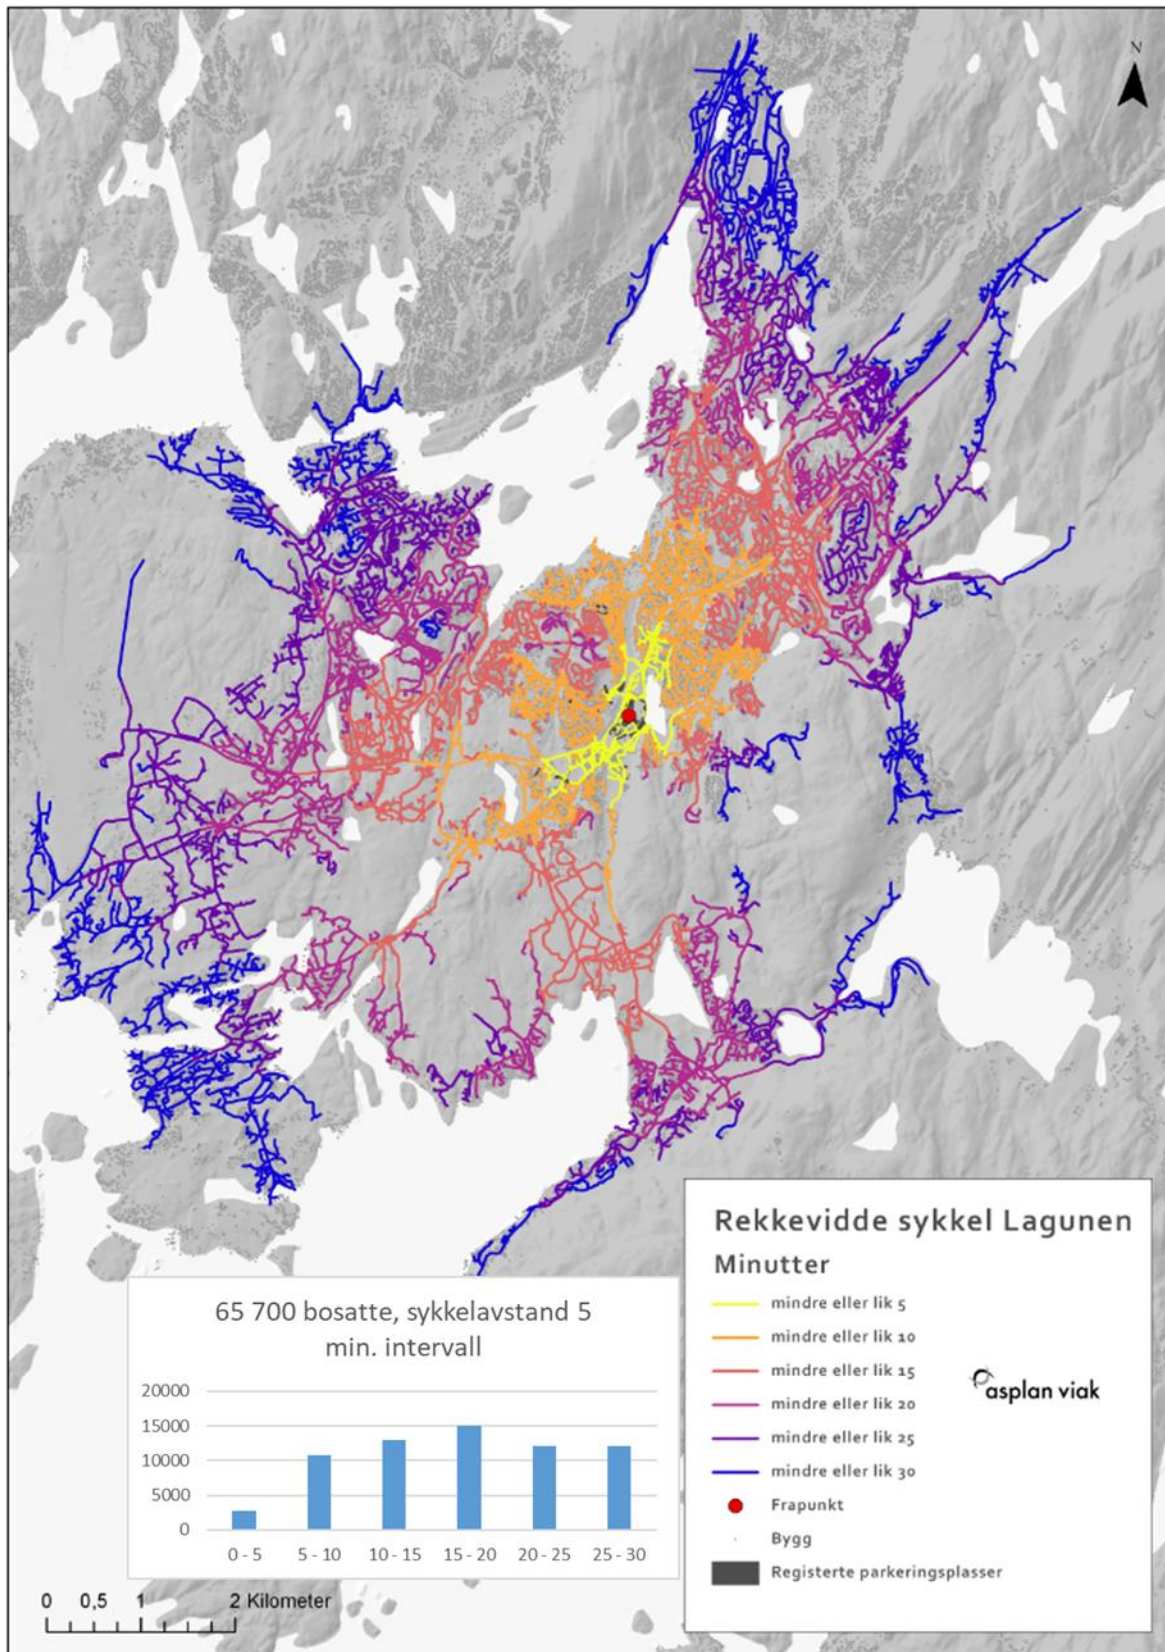 N
Rekkevidde sykkel Lagunen
Minutter
mindre eller lik 5
mindre eller lik 10
mindre eller lik 15
mindre eller lik 20
mindre eller lik 25
mindre eller lik 30
Frapunkt
Bygg
Registerte parkeringsplasser
asplan viak
65 700 bosatte, sykkelavstand 5
min. intervall
20000
15000
10000
5000
0
0 - 5 5 - 10 10 - 15 15 - 20 20 - 25 25 - 30
0 0,5 1 2 Kilometer